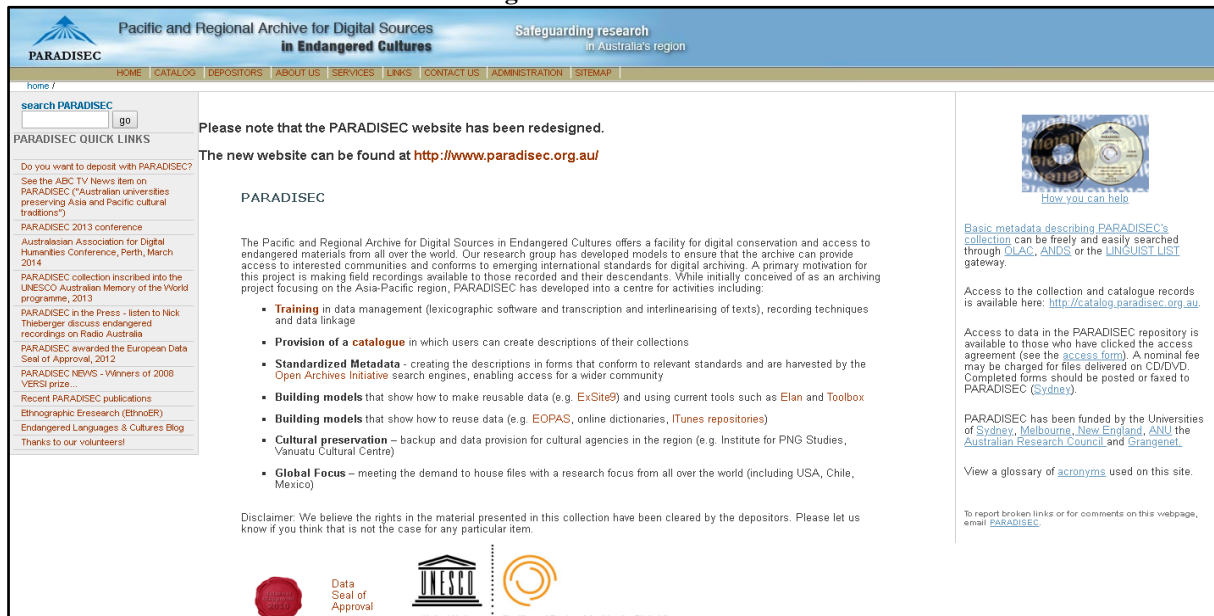 PARADISEC
Pacific and Regional Archive for Digital Sources
in Endangered Cultures
Safeguarding research
in Australia's region
HOME CATALOG DEPOSITORS ABOUT US SERVICES LINKS CONTACT US ADMINISTRATION SITEMAP
home /
search PARADISEC
go
PARADISEC QUICK LINKS
Do you want to deposit with PARADISEC?
See the ABC TV News item on
PARADISEC ("Australian universities
preserving Asia and Pacific cultural
traditions")
PARADISEC 2013 conference
Australasian Association for Digital
Humanities Conference, Perth, March
2014
PARADISEC collection inscribed into the
UNESCO Australian Memory of the World
programme, 2013
PARADISEC in the Press - listen to Nick
Thieberger discuss endangered
recordings on Radio Australia
PARADISEC awarded the European Data
Seal of Approval, 2012
PARADISEC NEWS - Winners of 2008
VERSI prize...
Recent PARADISEC publications
Ethnographic Eresearch (EthnoER)
Endangered Languages & Cultures Blog
Thanks to our volunteers!
Please note that the PARADISEC website has been redesigned.
The new website can be found at http://www.paradisec.org.au/
PARADISEC
The Pacific and Regional Archive for Digital Sources in Endangered Cultures offers a facility for digital conservation and access to
endangered materials from all over the world. Our research group has developed models to ensure that the archive can provide
access to interested communities and conforms to emerging international standards for digital archiving. A primary motivation for
this project is making field recordings available to those recorded and their descendants. While initially conceived of as an archiving
project focusing on the Asia-Pacific region, PARADISEC has developed into a centre for activities including:
Training in data management (lexicographic software and transcription and interlinearising of texts), recording techniques
and data linkage
Provision of a catalogue in which users can create descriptions of their collections
Standardized Metadata - creating the descriptions in forms that conform to relevant standards and are harvested by the
Open Archives Initiative search engines, enabling access for a wider community
Building models that show how to make reusable data (e.g. ExSite9) and using current tools such as Elan and Toolbox
Building models that show how to reuse data (e.g. EOPAS, online dictionaries, ITunes repositories)
Cultural preservation – backup and data provision for cultural agencies in the region (e.g. Institute for PNG Studies,
Vanuatu Cultural Centre)
Global Focus – meeting the demand to house files with a research focus from all over the world (including USA, Chile,
Mexico)
Disclaimer: We believe the rights in the material presented in this collection have been cleared by the depositors. Please let us
know if you think that is not the case for any particular item.
Data
Seal of
Approval
UNESCO
How you can help
Basic metadata describing PARADISEC's
collection can be freely and easily searched
through OLAC, ANDS or the LINGUIST LIST
gateway.
Access to the collection and catalogue records
is available here: http://catalog.paradisec.org.au.
Access to data in the PARADISEC repository is
available to those who have clicked the access
agreement (see the access form). A nominal fee
may be charged for files delivered on CD/DVD.
Completed forms should be posted or faxed to
PARADISEC (Sydney).
PARADISEC has been funded by the Universities
of Sydney, Melbourne, New England, ANU the
Australian Research Council and Grangenet.
View a glossary of acronyms used on this site.
To report broken links or for comments on this webpage,
email PARADISEC.